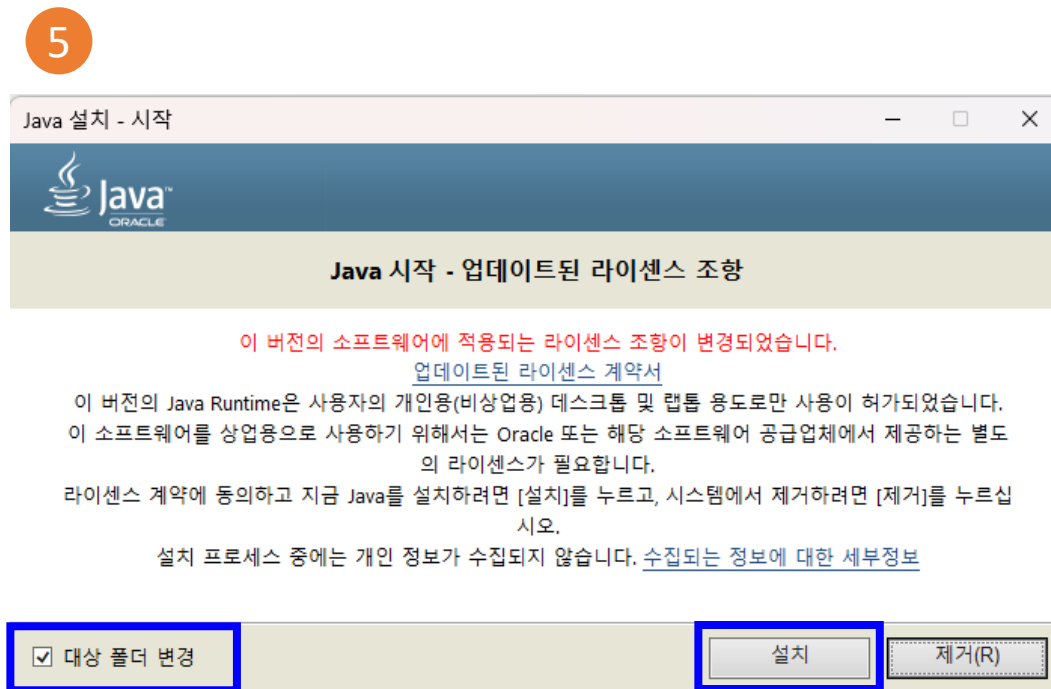 5
Java 설치 - 시작
Java™
ORACLE
Java 시작 - 업데이트된 라이센스 조항
이 버전의 소프트웨어에 적용되는 라이센스 조항이 변경되었습니다.
업데이트된 라이센스 계약서
이 버전의 Java Runtime은 사용자의 개인용(비상업용) 데스크톱 및 랩톱 용도로만 사용이 허가되었습니다.
이 소프트웨어를 상업용으로 사용하기 위해서는 Oracle 또는 해당 소프트웨어 공급업체에서 제공하는 별도
의 라이센스가 필요합니다.
라이센스 계약에 동의하고 지금 Java를 설치하려면 [설치]를 누르고, 시스템에서 제거하려면 [제거]를 누르십
시오.
설치 프로세스 중에는 개인 정보가 수집되지 않습니다. 수집되는 정보에 대한 세부정보
대상 폴더 변경
설치
제거(R)